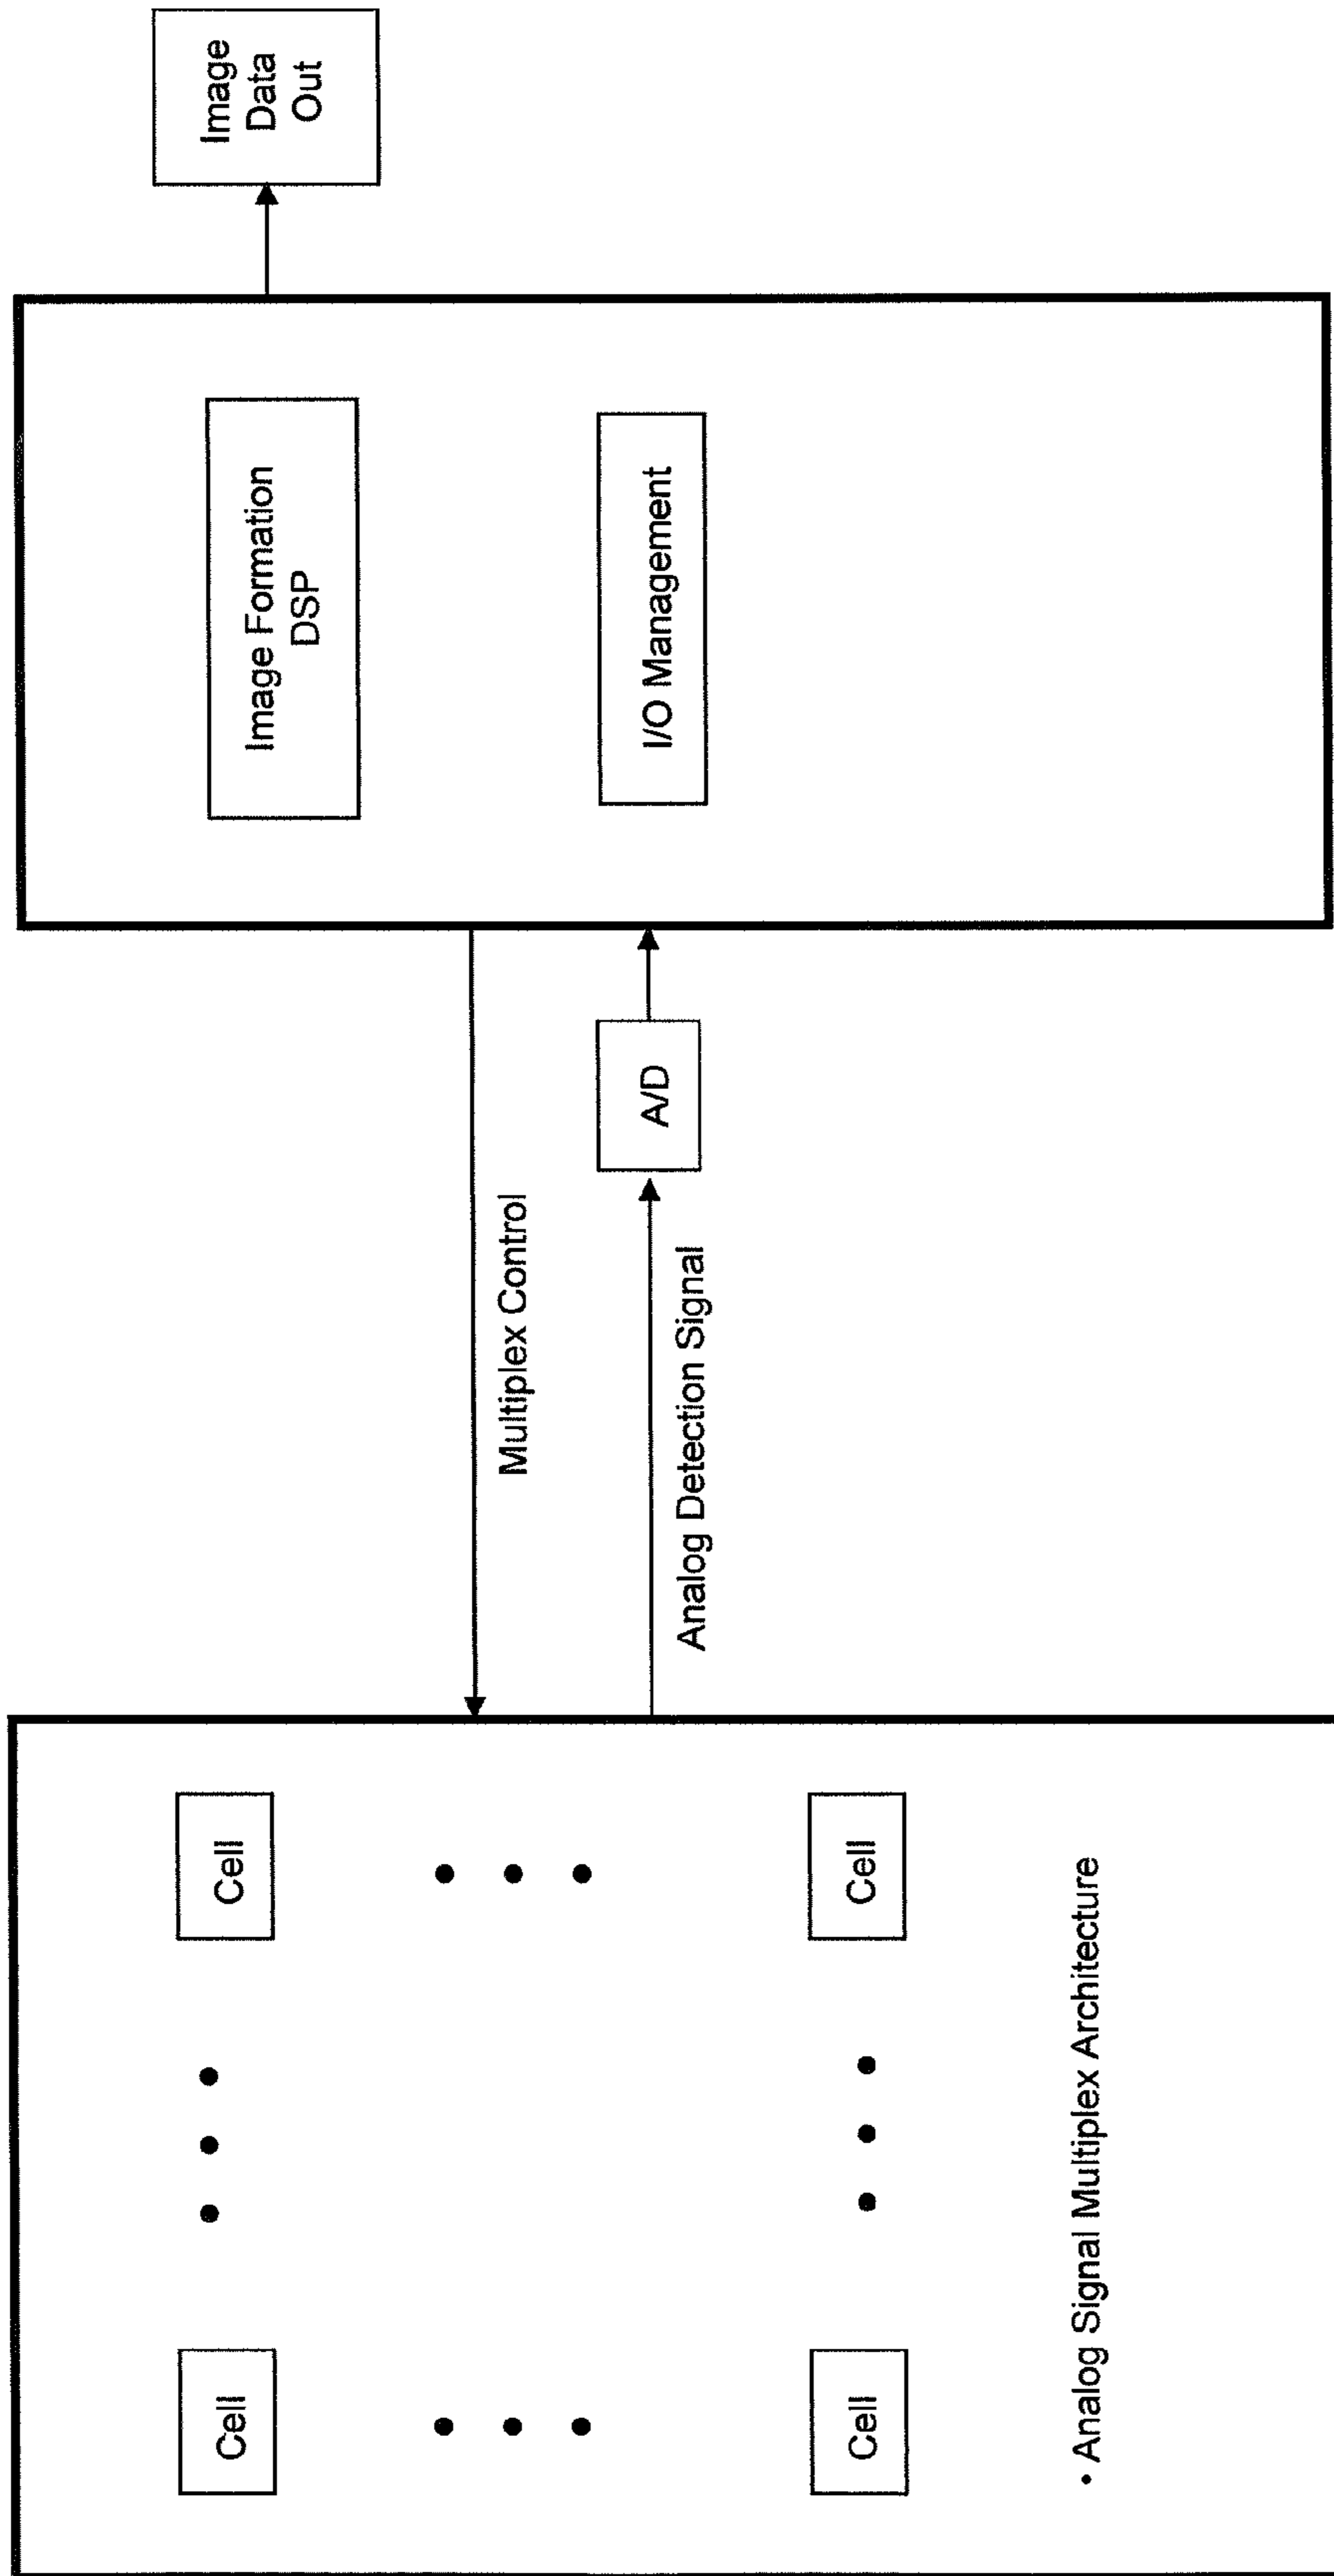 Cell
Cell
Cell
Cell
• Analog Signal Multiplex Architecture
Multiplex Control
Analog Detection Signal
A/D
Image Formation
DSP
I/O Management
Image
Data
Out